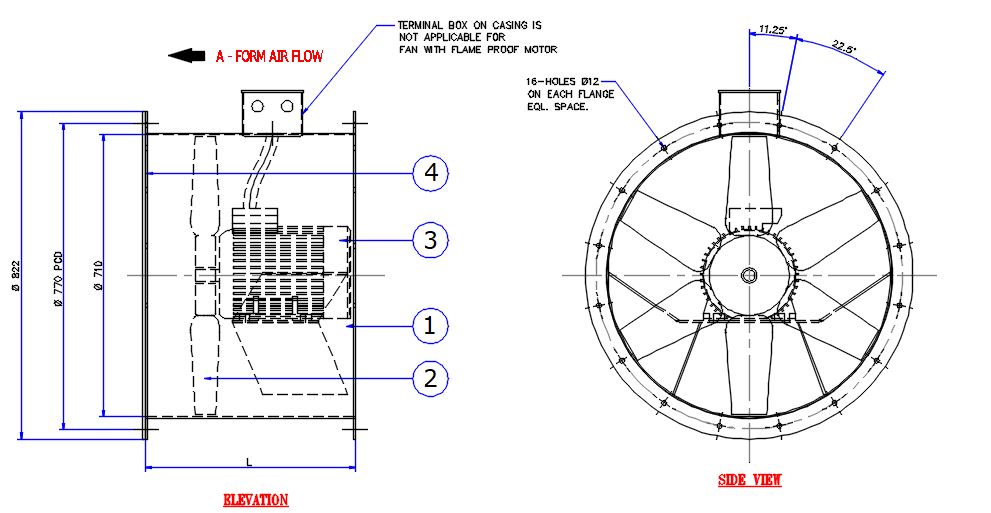 TERMINAL BOX ON CASING IS
NOT APPLICABLE FOR
FAN WITH FLAME PROOF MOTOR
A - FORM AIR FLOW
11.25°
22.5°
16-HOLES Ø12
ON EACH FLANGE
EQL. SPACE.
4
3
1
2
Ø 822
Ø 770 PCD
Ø 710
L
ELEVATION
SIDE VIEW